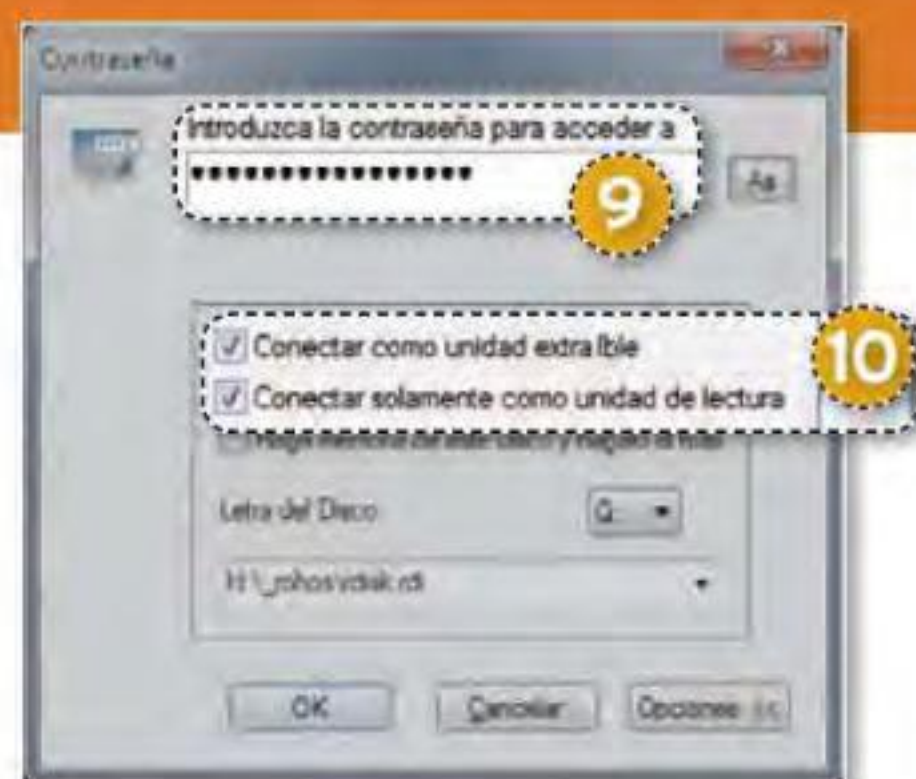 Contraseña
Introduzca la contraseña para acceder a
••••••••••••••••
9
Conectar como unidad extraíble
10
Conectar solamente como unidad de lectura
Letra del Disco
OK
Cancelar
Opciones <<